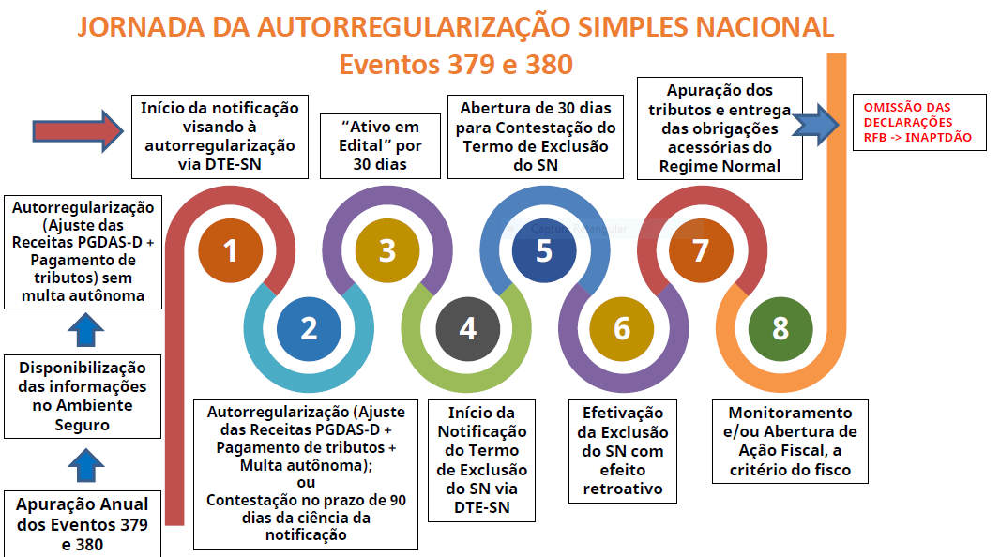 JORNADA DA AUTORREGULARIZAÇÃO SIMPLES NACIONAL
Eventos 379 e 380
Início da notificação
visando à
autorregularização
via DTE-SN
“Ativo em
Edital” por
30 dias
Abertura de 30 dias
para Contestação do
Termo de Exclusão
do SN
Apuração dos
tributos e entrega
das obrigações
acessórias do
Regime Normal
OMISSÃO DAS
DECLARAÇÕES
RFB -> INAPTDÃO
Autorregularização
(Ajuste das
Receitas PGDAS-D +
Pagamento de
tributos) sem
multa autônoma
Disponibilização
das informações
no Ambiente
Seguro
Apuração Anual
dos Eventos 379
e 380
1
2
3
4
5
6
7
8
Captura Retangular
Autorregularização (Ajuste
das Receitas PGDAS-D +
Pagamento de tributos +
Multa autônoma);
ou
Contestação no prazo de 90
dias da ciência da
notificação
Início da
Notificação
do Termo
de Exclusão
do SN via
DTE-SN
Efetivação
da Exclusão
do SN com
efeito
retroativo
Monitoramento
e/ou Abertura de
Ação Fiscal, a
critério do fisco